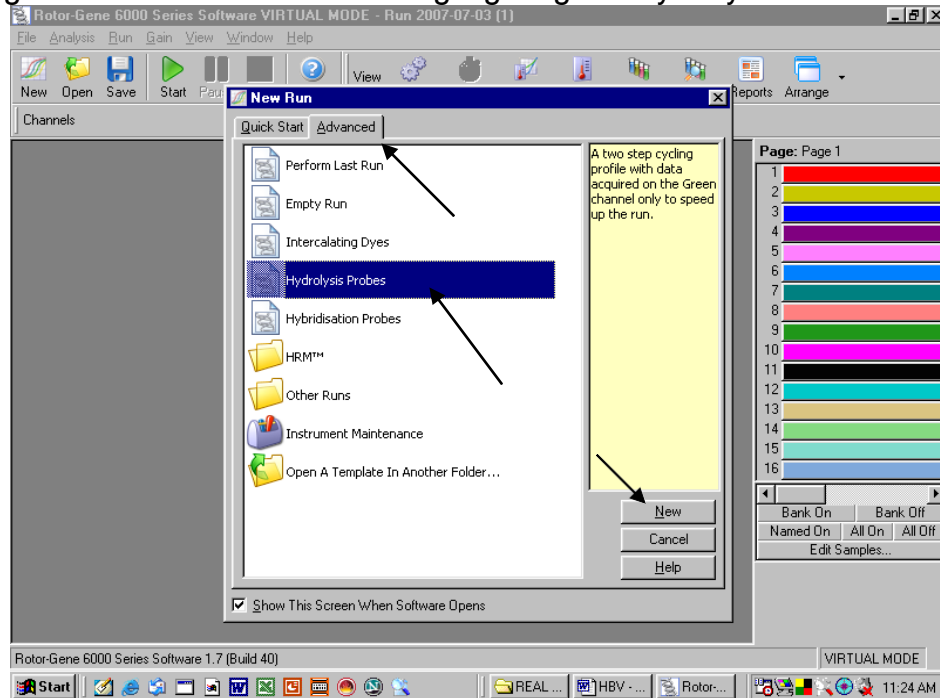 Rotor-Gene 6000 Series Software VIRTUAL MODE - Run 2007-07-03 (1)
File Analysis Run Gain View Window Help
New Open Save Start View Reports Arrange
Channels
New Run
Quick Start Advanced
Perform Last Run
Empty Run
Intercalating Dyes
Hydrolysis Probes
Hybridisation Probes
HRM™
Other Runs
Instrument Maintenance
Open A Template In Another Folder...
A two step cycling
profile with data
acquired on the Green
channel only to speed
up the run.
New
Cancel
Help
Show This Screen When Software Opens
Page: Page 1
1
2
3
4
5
6
7
8
9
10
11
12
13
14
15
16
Bank On Bank Off
Named On All On All Off
Edit Samples...
Rotor-Gene 6000 Series Software 1.7 (Build 40)
VIRTUAL MODE
Start REAL ... HBV - ... Rotor-... 11:24 AM